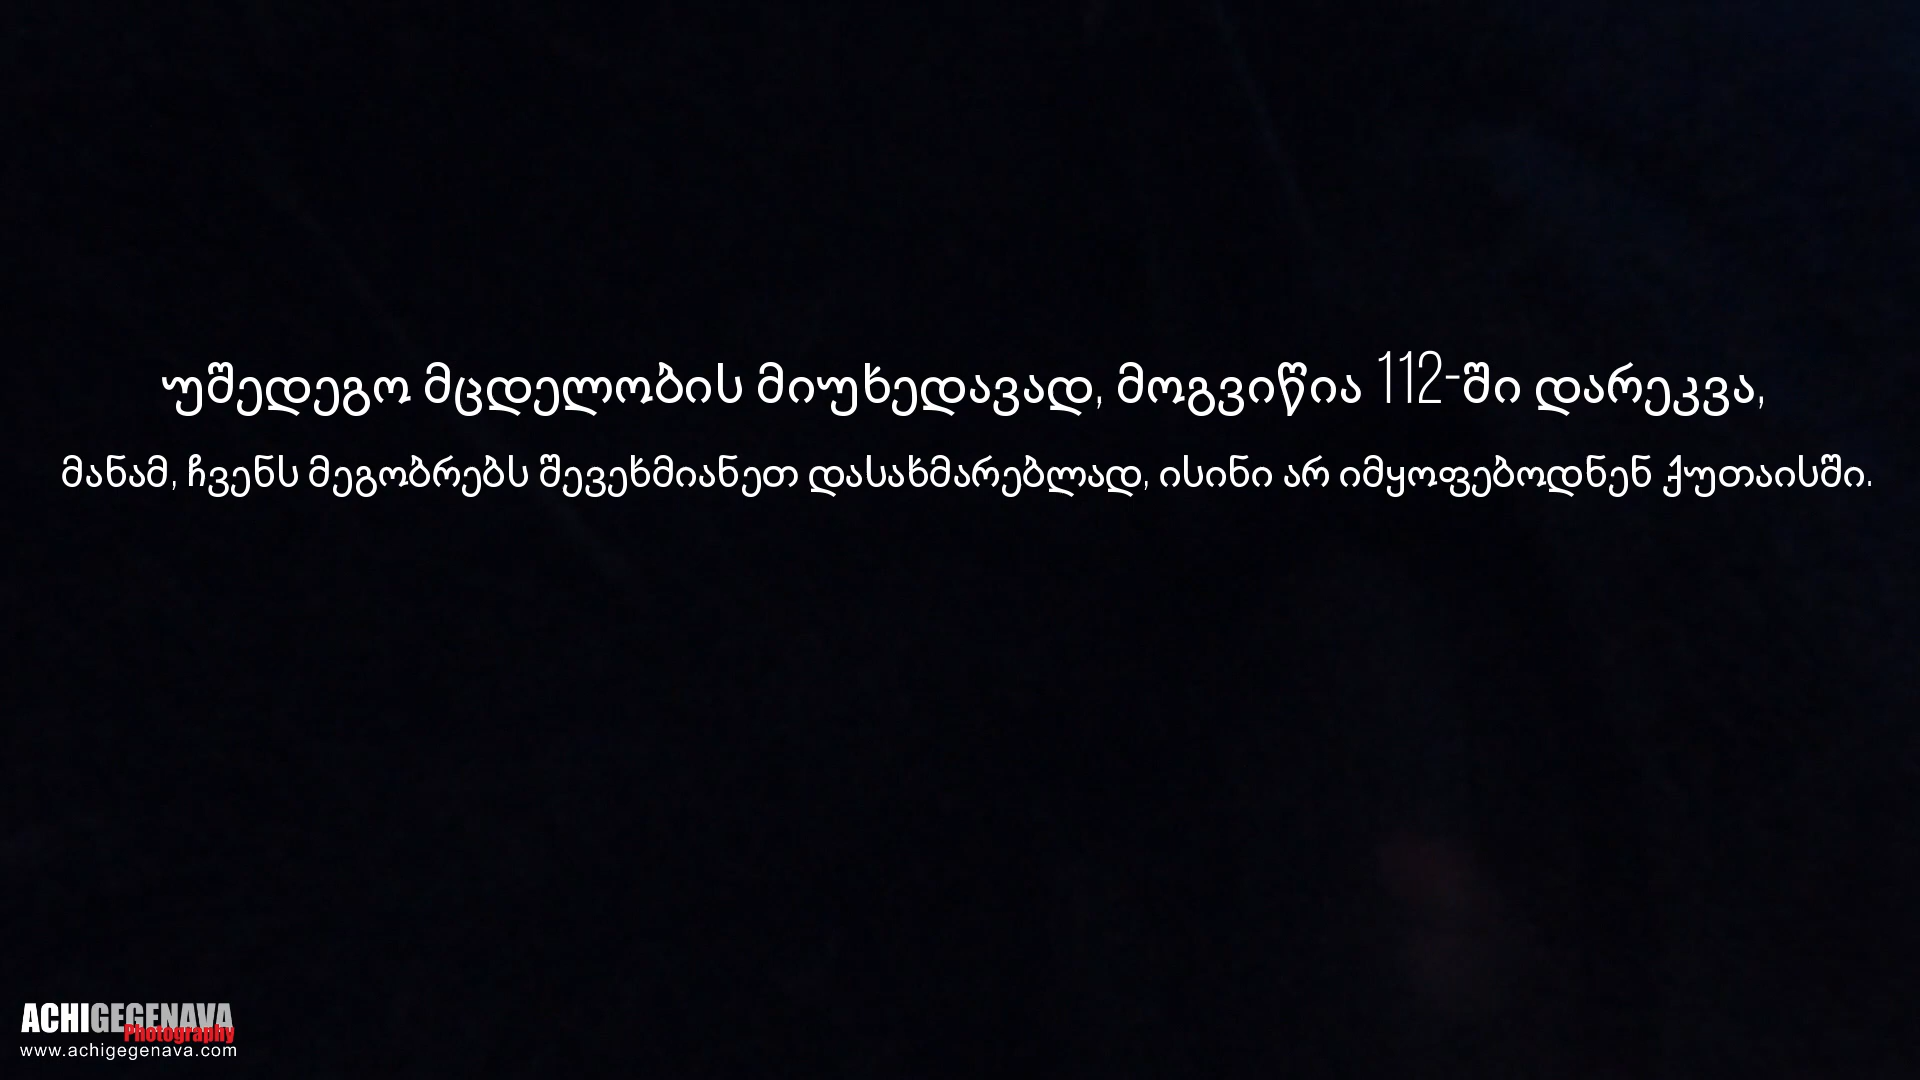 უშედეგო მცდელობის მიუხედავად, მოგვიწია 112-ში დარეკვა,
მანამ, ჩვენს მეგობრებს შევეხმიანეთ დასახმარებლად, ისინი არ იმყოფებოდნენ ქუთაისში.
ACHIGEGENAVA
Photography
www.achigegenava.com